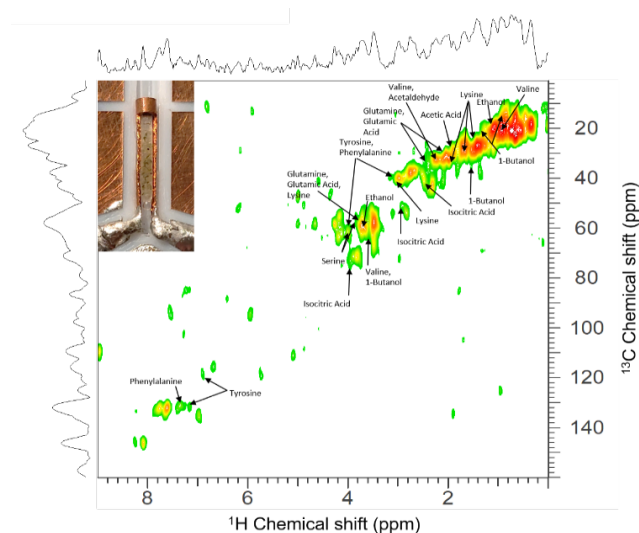 Valine,
Acetaldehyde
Lysine
Ethanol
Valine
Glutamine,
Glutamic
Acid
Acetic Acid
Tyrosine,
Phenylalanine
1-Butanol
Glutamine,
Glutamic Acid,
Lysine
Ethanol
1-Butanol
Lysine
Isocitric Acid
Isocitric Acid
Serine
Valine,
1-Butanol
Isocitric Acid
Phenylalanine
Tyrosine
20
40
60
80
100
120
140
¹³C Chemical shift (ppm)
8 6 4 2
¹H Chemical shift (ppm)